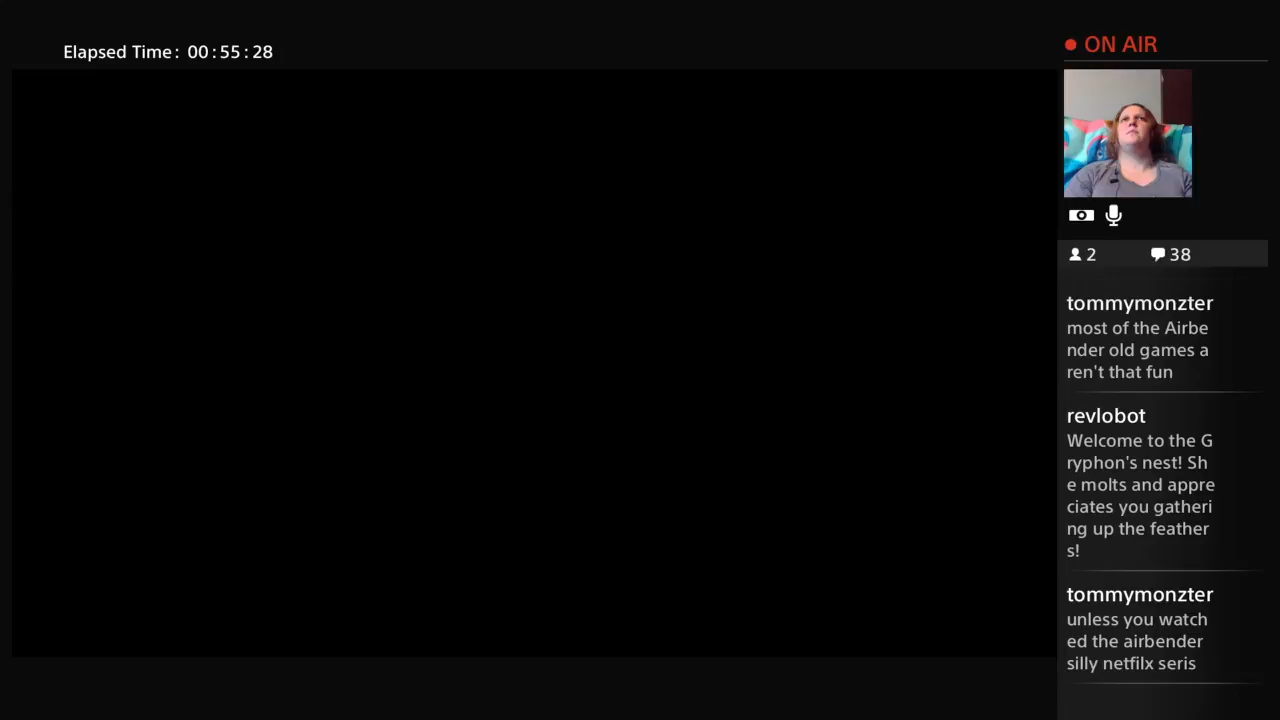 Elapsed Time: 00:55:28
ON AIR
2 38
tommymonzter
most of the Airbe
nder old games a
ren't that fun
revlobot
Welcome to the G
ryphon's nest! Sh
e molts and appre
ciates you gatheri
ng up the feather
s!
tommymonzter
unless you watch
ed the airbender
silly netfilx seris